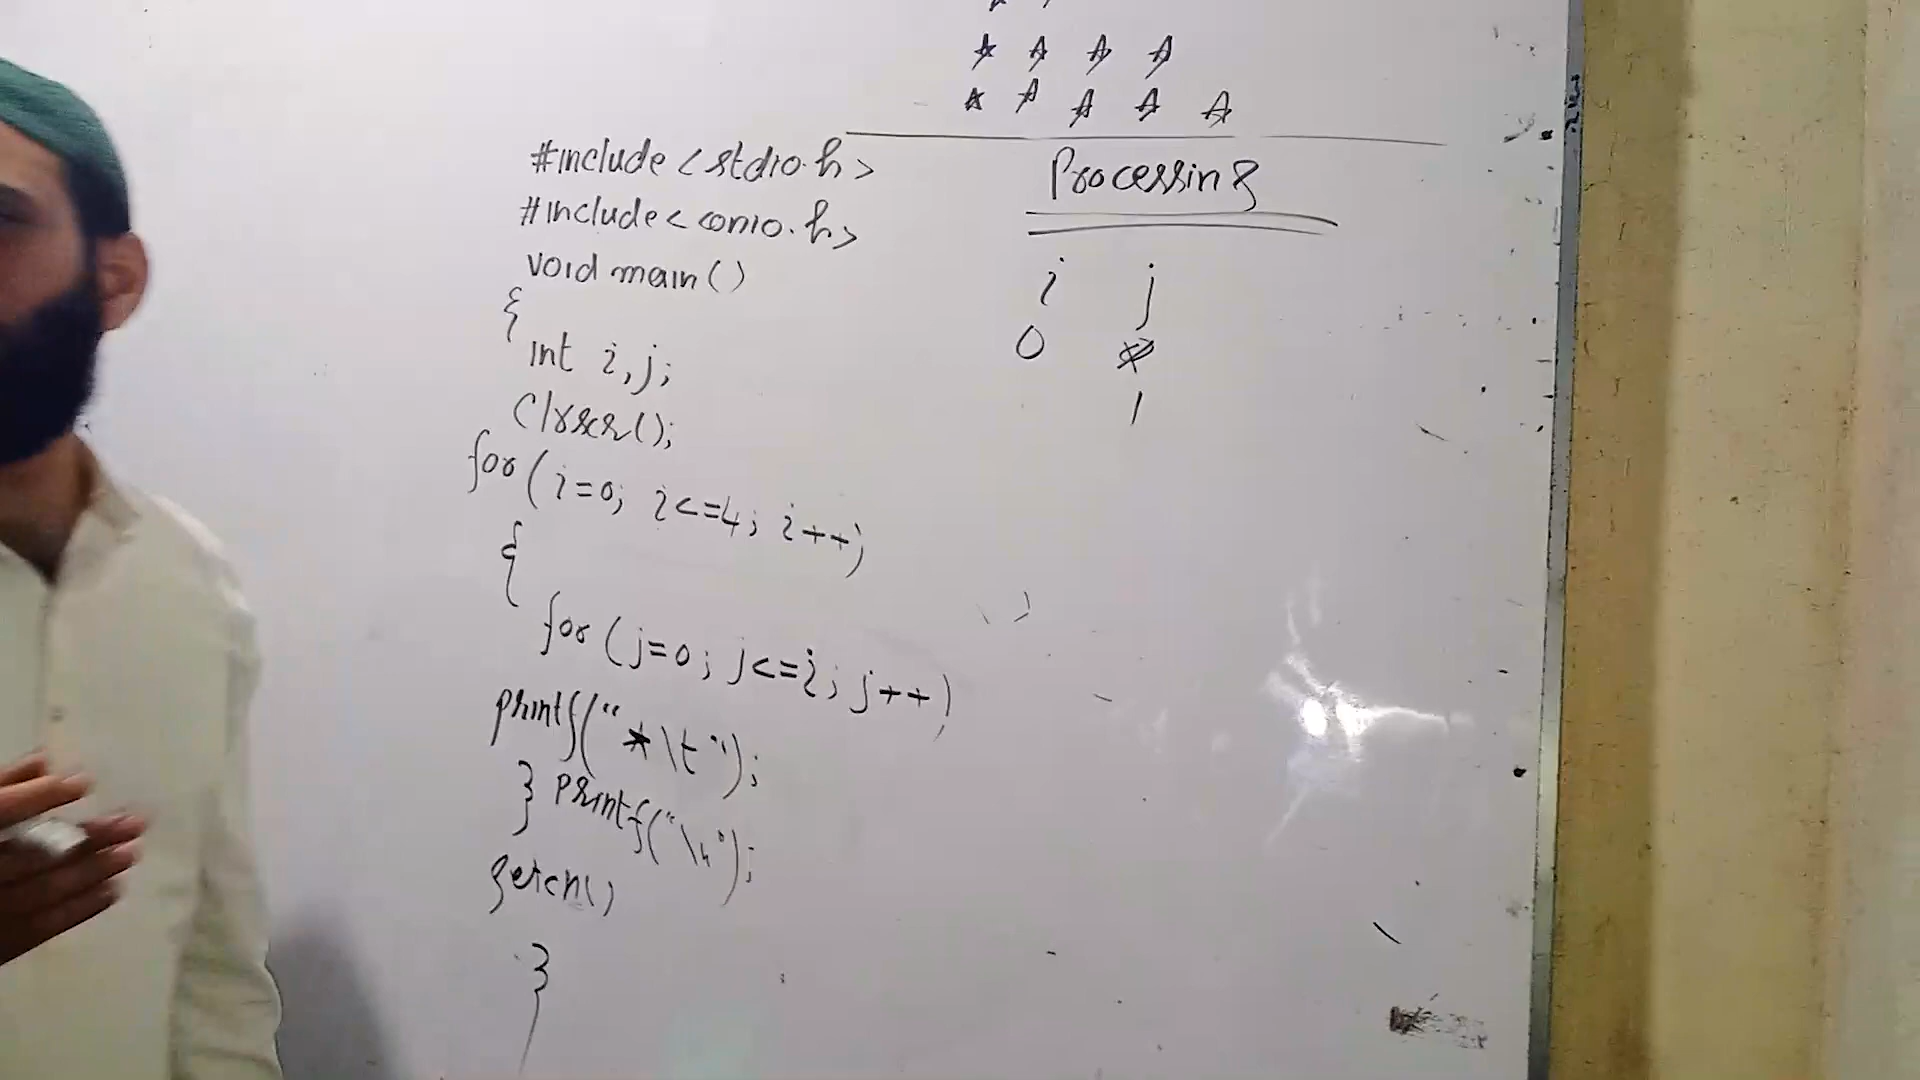 * * * *
* * * * *
#include <stdio.h>
#include <conio.h>
void main()
{
int i, j;
Clrscr();
for (i=0; i<=4; i++)
{
for (j=0; j<=i; j++)
printf("*\t");
} printf("\n");
getch()
}
Processing
i j
0
1